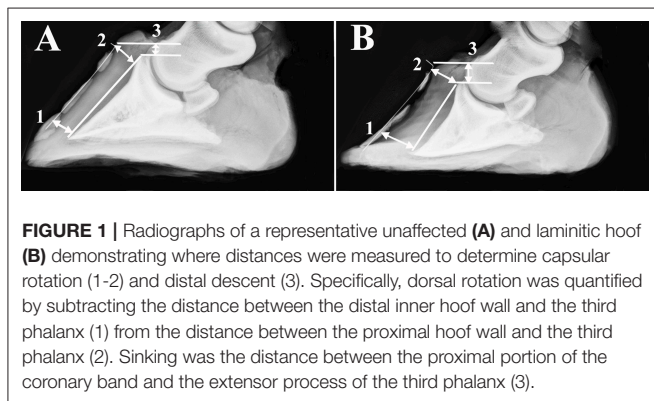 A
2
3
1
B
2
3
1
FIGURE 1 | Radiographs of a representative unaffected (A) and laminitic hoof
(B) demonstrating where distances were measured to determine capsular
rotation (1-2) and distal descent (3). Specifically, dorsal rotation was quantified
by subtracting the distance between the distal inner hoof wall and the third
phalanx (1) from the distance between the proximal hoof wall and the third
phalanx (2). Sinking was the distance between the proximal portion of the
coronary band and the extensor process of the third phalanx (3).